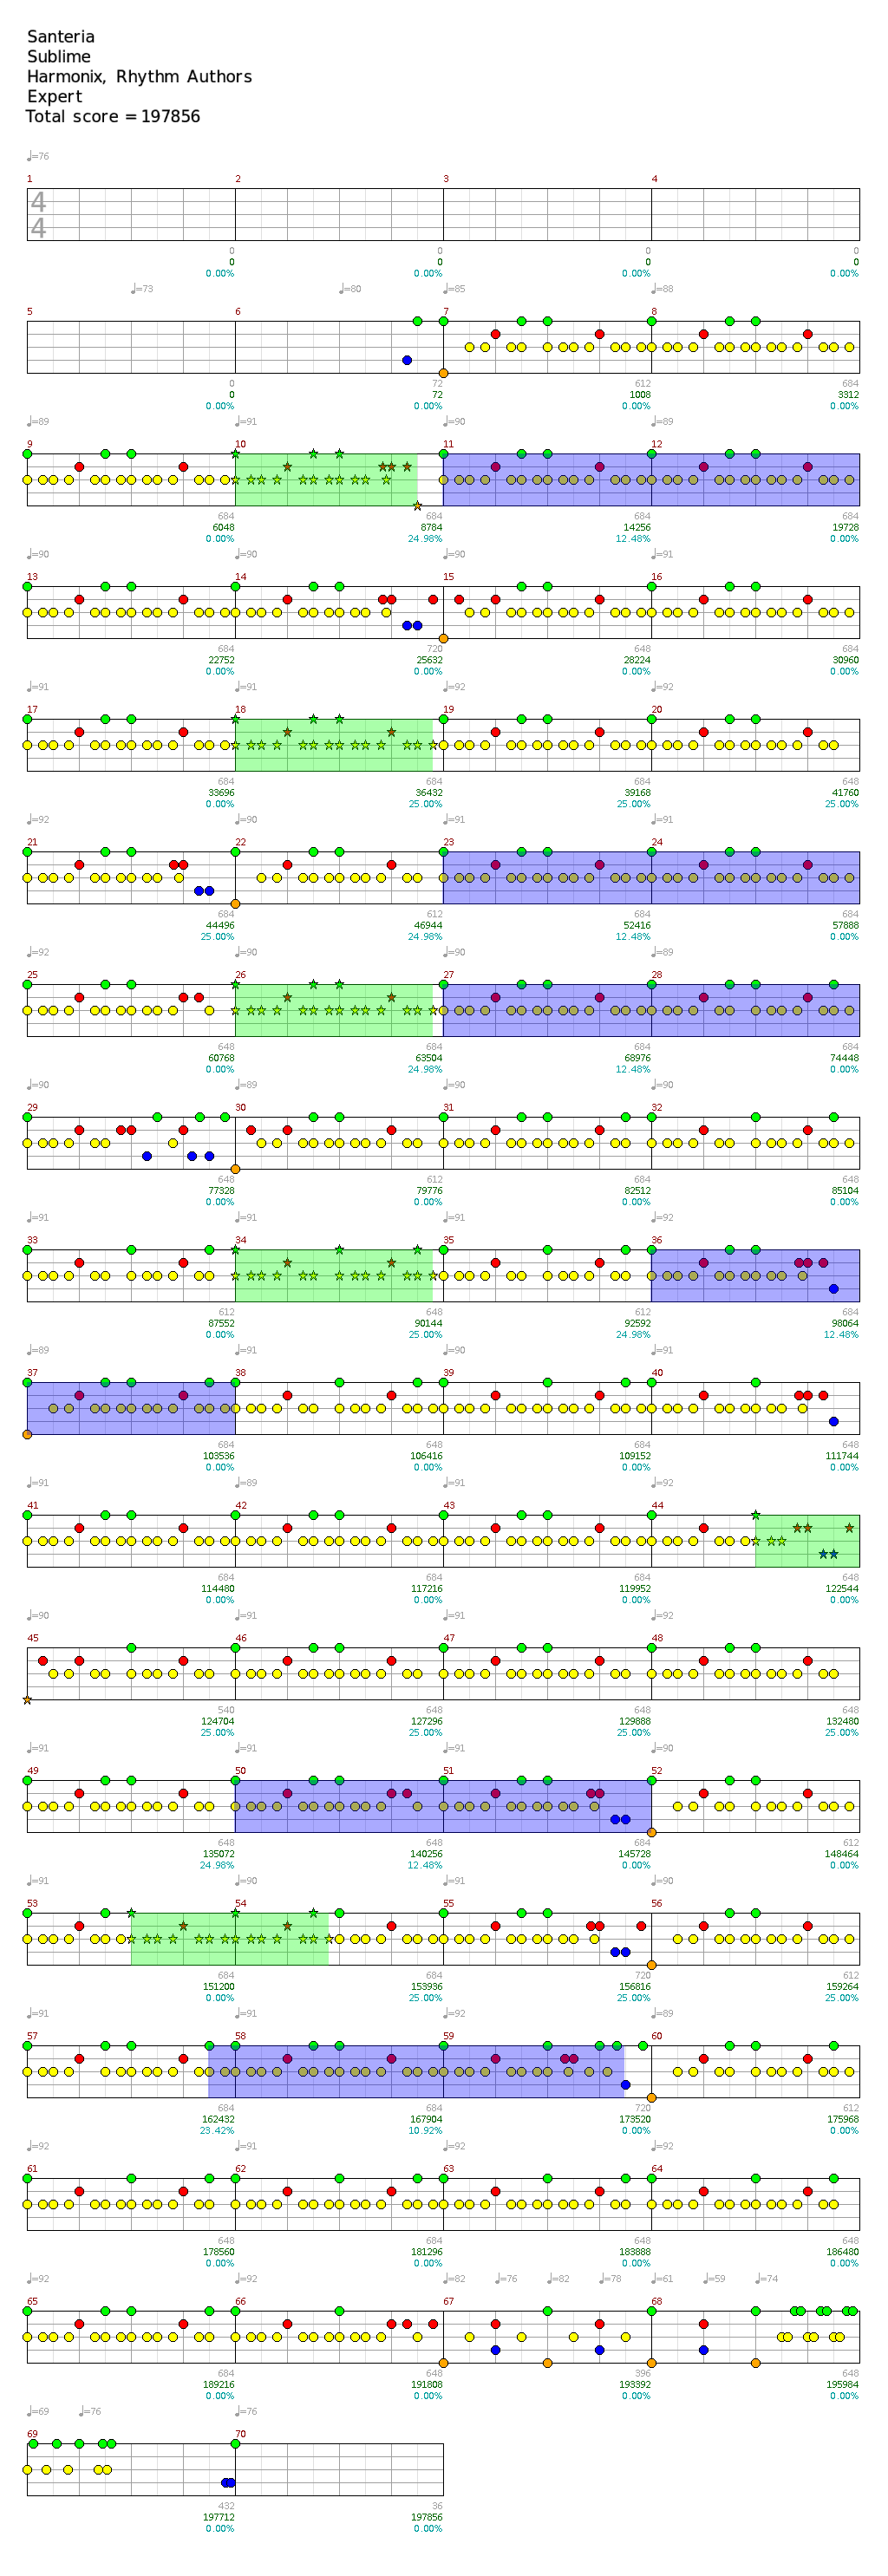 Santeria
Sublime
Harmonix, Rhythm Authors
Expert
Total score = 197856
♩=76
1 2 3 4
4
4
0 0 0 0
0 0 0 0
0.00% 0.00% 0.00% 0.00%
♩=73 ♩=80 ♩=85 ♩=88
5 6 7 8
0 72 612 684
0 72 1008 3312
0.00% 0.00% 0.00% 0.00%
♩=89 ♩=91 ♩=90 ♩=89
9 10 11 12
684 684 684 684
6048 8784 14256 19728
0.00% 24.98% 12.48% 0.00%
♩=90 ♩=90 ♩=90 ♩=91
13 14 15 16
684 720 648 684
22752 25632 28224 30960
0.00% 0.00% 0.00% 0.00%
♩=91 ♩=91 ♩=92 ♩=92
17 18 19 20
684 684 684 648
33696 36432 39168 41760
0.00% 25.00% 25.00% 25.00%
♩=92 ♩=90 ♩=91 ♩=91
21 22 23 24
684 612 684 684
44496 46944 52416 57888
25.00% 24.98% 12.48% 0.00%
♩=92 ♩=90 ♩=90 ♩=89
25 26 27 28
648 684 684 684
60768 63504 68976 74448
0.00% 24.98% 12.48% 0.00%
♩=90 ♩=89 ♩=90 ♩=90
29 30 31 32
648 612 684 648
77328 79776 82512 85104
0.00% 0.00% 0.00% 0.00%
♩=91 ♩=91 ♩=91 ♩=92
33 34 35 36
612 648 612 684
87552 90144 92592 98064
0.00% 25.00% 24.98% 12.48%
♩=89 ♩=91 ♩=90 ♩=91
37 38 39 40
684 648 684 648
103536 106416 109152 111744
0.00% 0.00% 0.00% 0.00%
♩=91 ♩=89 ♩=91 ♩=92
41 42 43 44
684 684 684 648
114480 117216 119952 122544
0.00% 0.00% 0.00% 0.00%
♩=90 ♩=91 ♩=91 ♩=92
45 46 47 48
540 648 648 648
124704 127296 129888 132480
25.00% 25.00% 25.00% 25.00%
♩=91 ♩=91 ♩=91 ♩=90
49 50 51 52
648 648 684 612
135072 140256 145728 148464
24.98% 12.48% 0.00% 0.00%
♩=91 ♩=90 ♩=91 ♩=90
53 54 55 56
684 684 720 612
151200 153936 156816 159264
0.00% 25.00% 25.00% 25.00%
♩=91 ♩=91 ♩=92 ♩=89
57 58 59 60
684 684 720 612
162432 167904 173520 175968
23.42% 10.92% 0.00% 0.00%
♩=92 ♩=91 ♩=92 ♩=92
61 62 63 64
648 684 648 648
178560 181296 183888 186480
0.00% 0.00% 0.00% 0.00%
♩=92 ♩=92 ♩=82 ♩=76 ♩=82 ♩=78 ♩=61 ♩=59 ♩=74
65 66 67 68
684 648 396 648
189216 191808 193392 195984
0.00% 0.00% 0.00% 0.00%
♩=69 ♩=76 ♩=76
69 70
432 36
197712 197856
0.00% 0.00%